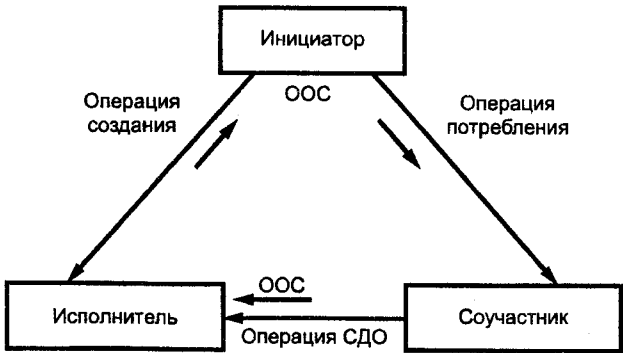 Инициатор
ООС
Операция
создания
Операция
потребления
Исполнитель
ООС
Операция СДО
Соучастник